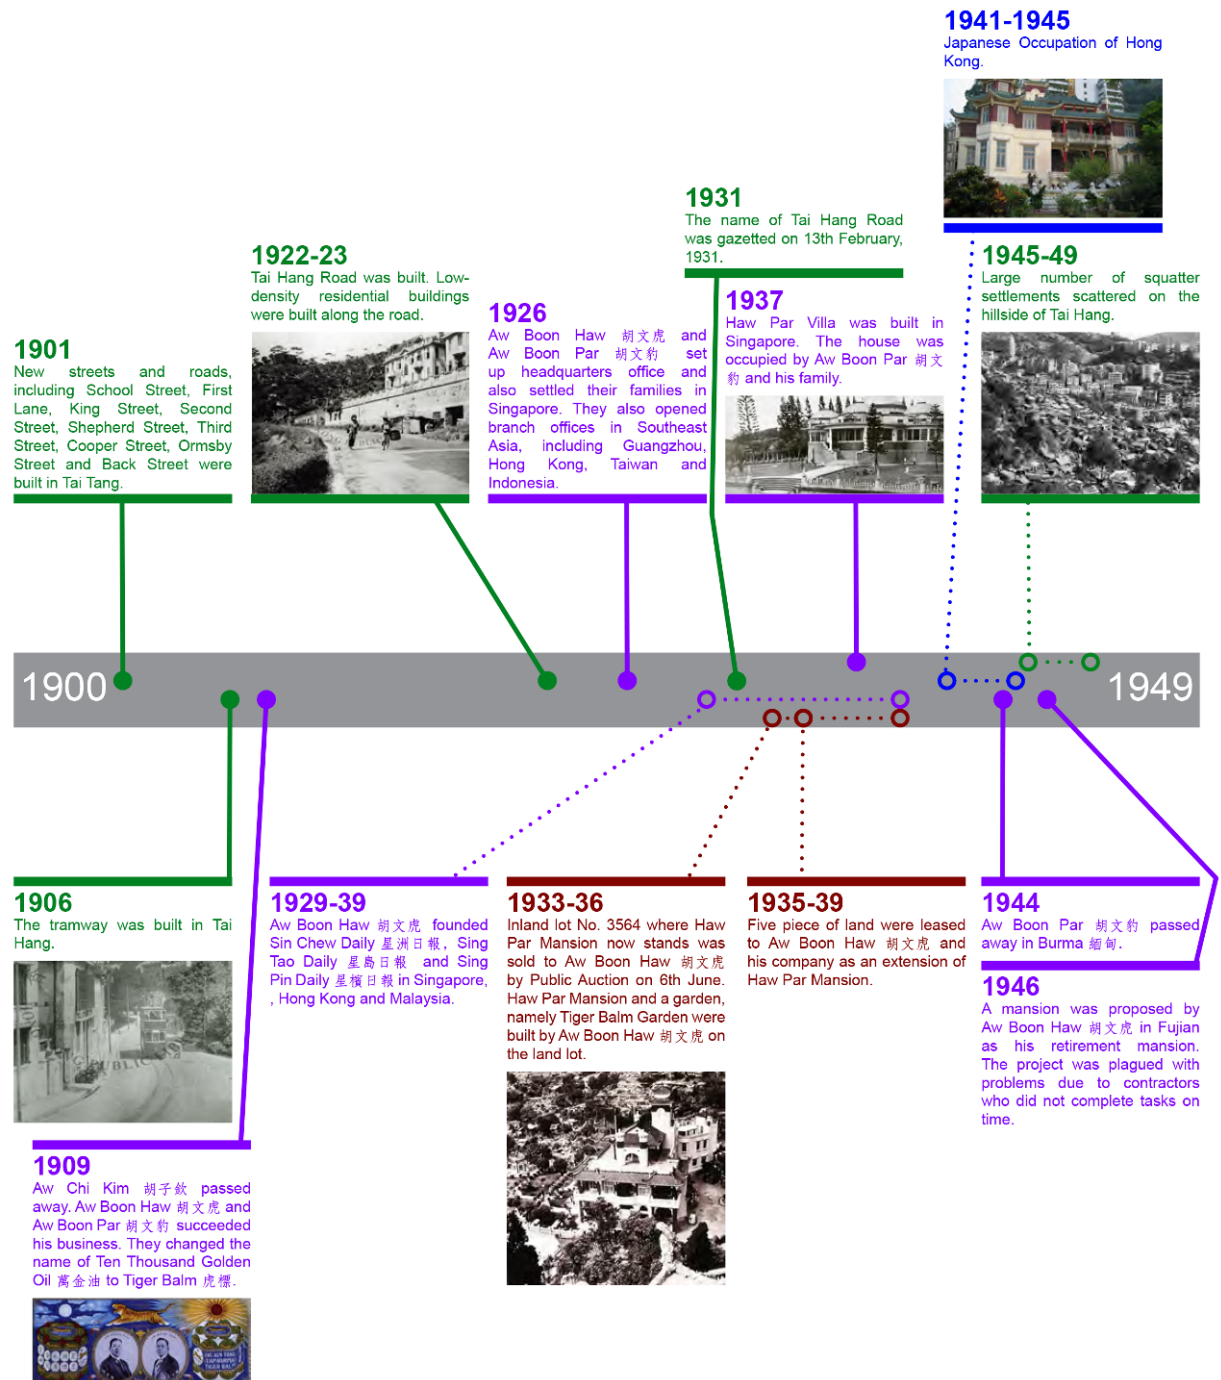 1941-1945
Japanese Occupation of Hong
Kong.
1931
The name of Tai Hang Road
was gazetted on 13th February,
1931.
1922-23
Tai Hang Road was built. Low-
density residential buildings
were built along the road.
1945-49
Large number of squatter
settlements scattered on the
hillside of Tai Hang.
1937
Haw Par Villa was built in
Singapore. The house was
occupied by Aw Boon Par 胡文
豹 and his family.
1926
Aw Boon Haw 胡文虎 and
Aw Boon Par 胡文豹 set
up headquarters office and
also settled their families in
Singapore. They also opened
branch offices in Southeast
Asia, including Guangzhou,
Hong Kong, Taiwan and
Indonesia.
1901
New streets and roads,
including School Street, First
Lane, King Street, Second
Street, Shepherd Street, Third
Street, Cooper Street, Ormsby
Street and Back Street were
built in Tai Tang.
1900
1949
1906
The tramway was built in Tai
Hang.
PUBLIC
1929-39
Aw Boon Haw 胡文虎 founded
Sin Chew Daily 星洲日報, Sing
Tao Daily 星島日報 and Sing
Pin Daily 星檳日報 in Singapore,
, Hong Kong and Malaysia.
1933-36
Inland lot No. 3564 where Haw
Par Mansion now stands was
sold to Aw Boon Haw 胡文虎
by Public Auction on 6th June.
Haw Par Mansion and a garden,
namely Tiger Balm Garden were
built by Aw Boon Haw 胡文虎 on
the land lot.
1935-39
Five piece of land were leased
to Aw Boon Haw 胡文虎 and
his company as an extension of
Haw Par Mansion.
1944
Aw Boon Par 胡文豹 passed
away in Burma 緬甸.
1946
A mansion was proposed by
Aw Boon Haw 胡文虎 in Fujian
as his retirement mansion.
The project was plagued with
problems due to contractors
who did not complete tasks on
time.
1909
Aw Chi Kim 胡子欽 passed
away. Aw Boon Haw 胡文虎 and
Aw Boon Par 胡文豹 succeeded
his business. They changed the
name of Ten Thousand Golden
Oil 萬金油 to Tiger Balm 虎標.
TIGER BALM